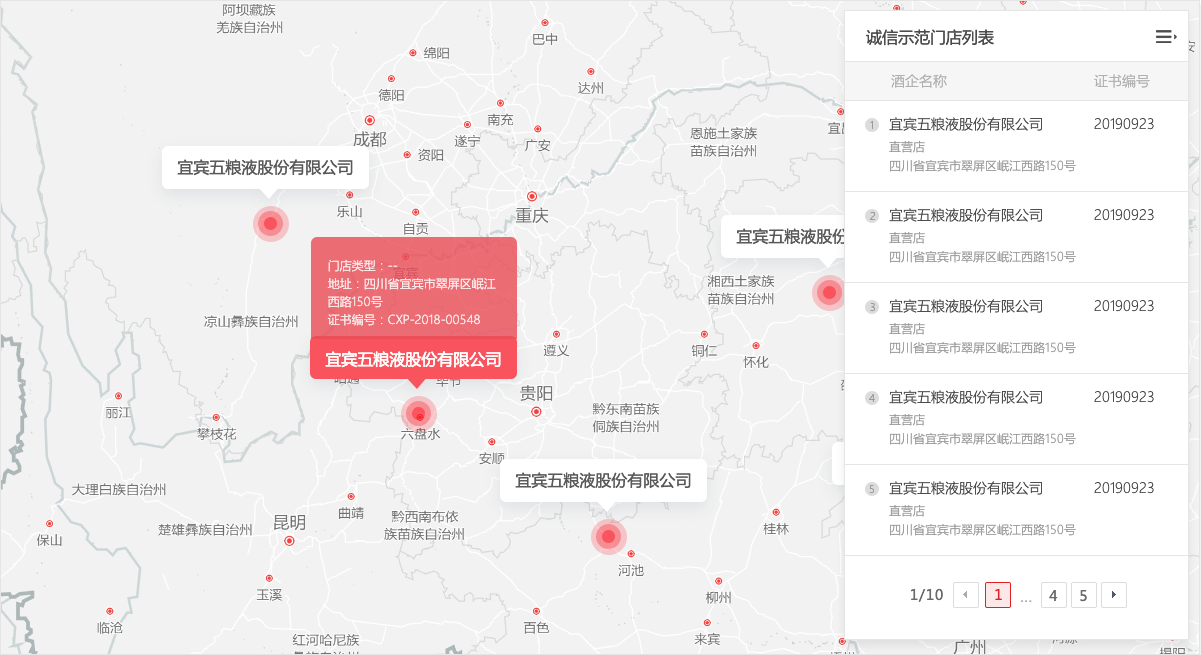 阿坝藏族
羌族自治州
绵阳
巴中
德阳
达州
南充
成都
遂宁
广安
资阳
恩施土家族
苗族自治州
宜宾五粮液股份有限公司
乐山
自贡
重庆
宜宾五粮液股份
湘西土家族
苗族自治州
门店类型：--
地址：四川省宜宾市翠屏区岷江
西路150号
证书编号：CXP-2018-00548
宜宾五粮液股份有限公司
凉山彝族自治州
遵义
铜仁
怀化
昭通
毕节
贵阳
丽江
攀枝花
六盘水
黔东南苗族
侗族自治州
安顺
宜宾五粮液股份有限公司
大理白族自治州
保山
楚雄彝族自治州
昆明
曲靖
黔西南布依
族苗族自治州
桂林
河池
玉溪
柳州
临沧
百色
来宾
红河哈尼族
广州
诚信示范门店列表
酒企名称 证书编号
1 宜宾五粮液股份有限公司 20190923
直营店
四川省宜宾市翠屏区岷江西路150号
2 宜宾五粮液股份有限公司 20190923
直营店
四川省宜宾市翠屏区岷江西路150号
3 宜宾五粮液股份有限公司 20190923
直营店
四川省宜宾市翠屏区岷江西路150号
4 宜宾五粮液股份有限公司 20190923
直营店
四川省宜宾市翠屏区岷江西路150号
5 宜宾五粮液股份有限公司 20190923
直营店
四川省宜宾市翠屏区岷江西路150号
1/10 1 ... 4 5